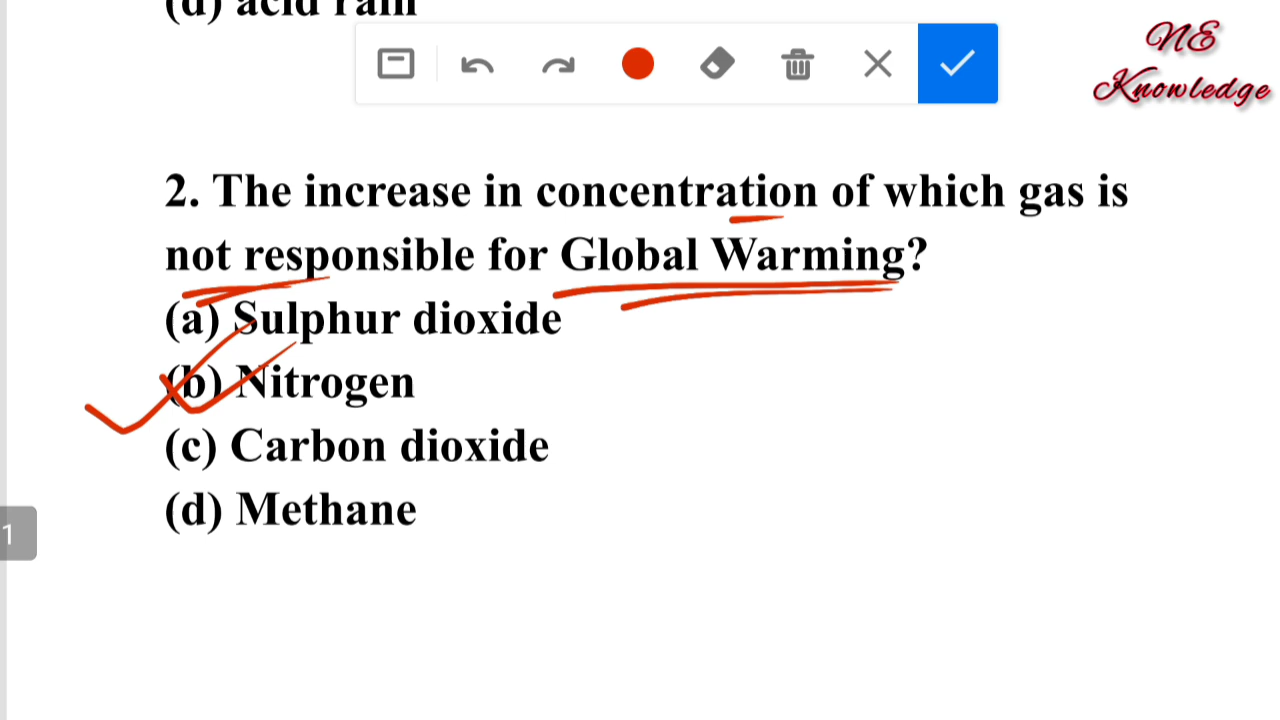 (d) acid rain
NE
Knowledge
2. The increase in concentration of which gas is
not responsible for Global Warming?
(a) Sulphur dioxide
(b) Nitrogen
(c) Carbon dioxide
(d) Methane
1